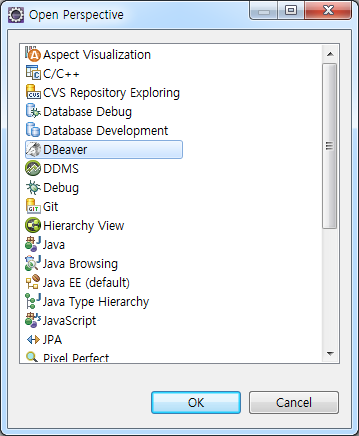 Open Perspective
Aspect Visualization
C/C++
CVS Repository Exploring
Database Debug
Database Development
DBeaver
DDMS
Debug
Git
Hierarchy View
Java
Java Browsing
Java EE (default)
Java Type Hierarchy
JavaScript
JPA
Pixel Perfect
OK
Cancel